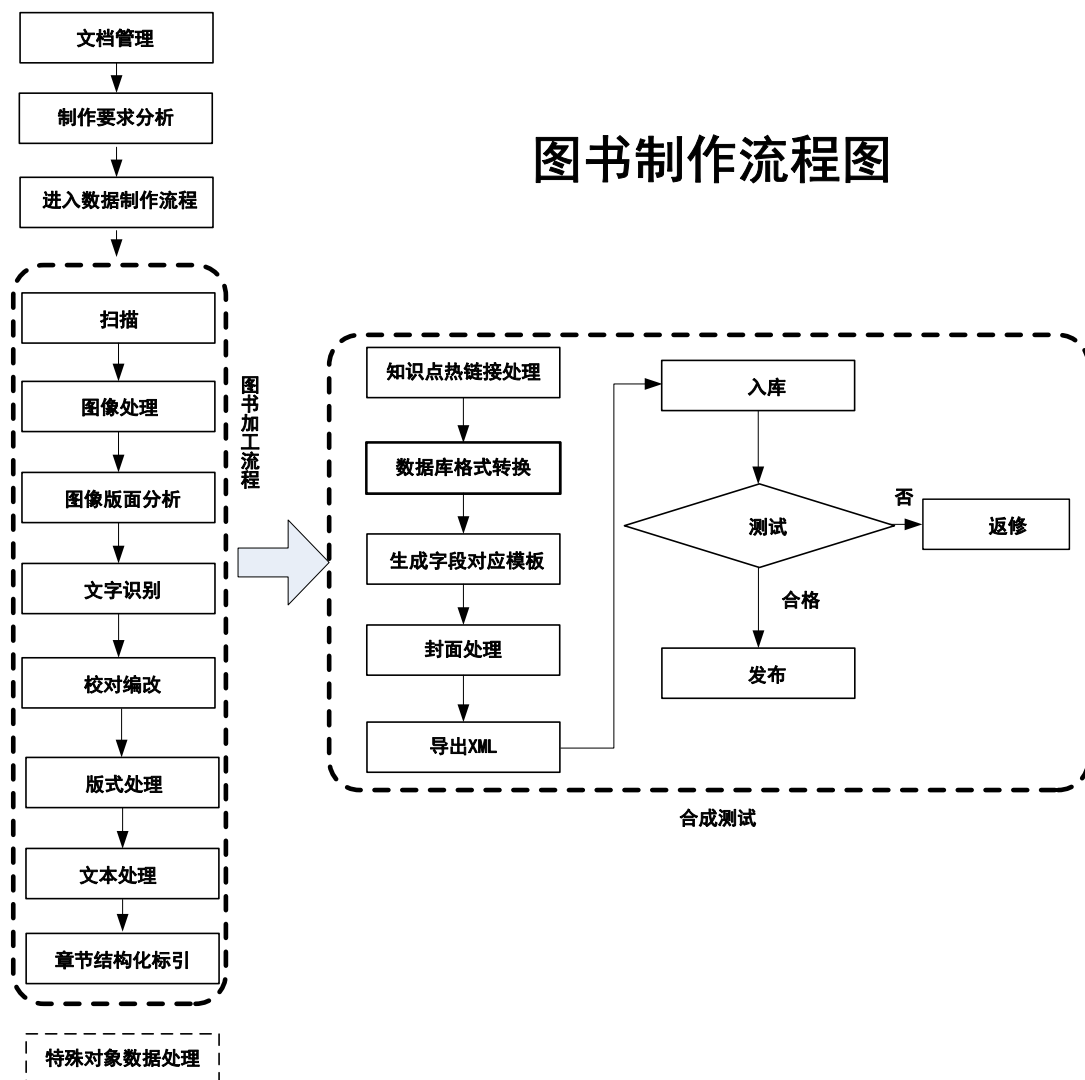 文档管理
制作要求分析
进入数据制作流程
图书制作流程图
扫描
图像处理
图像版面分析
文字识别
校对编改
版式处理
文本处理
章节结构化标引
特殊对象数据处理
图书加工流程
知识点热链接处理
数据库格式转换
生成字段对应模板
封面处理
导出XML
入库
测试
否
返修
合格
发布
合成测试